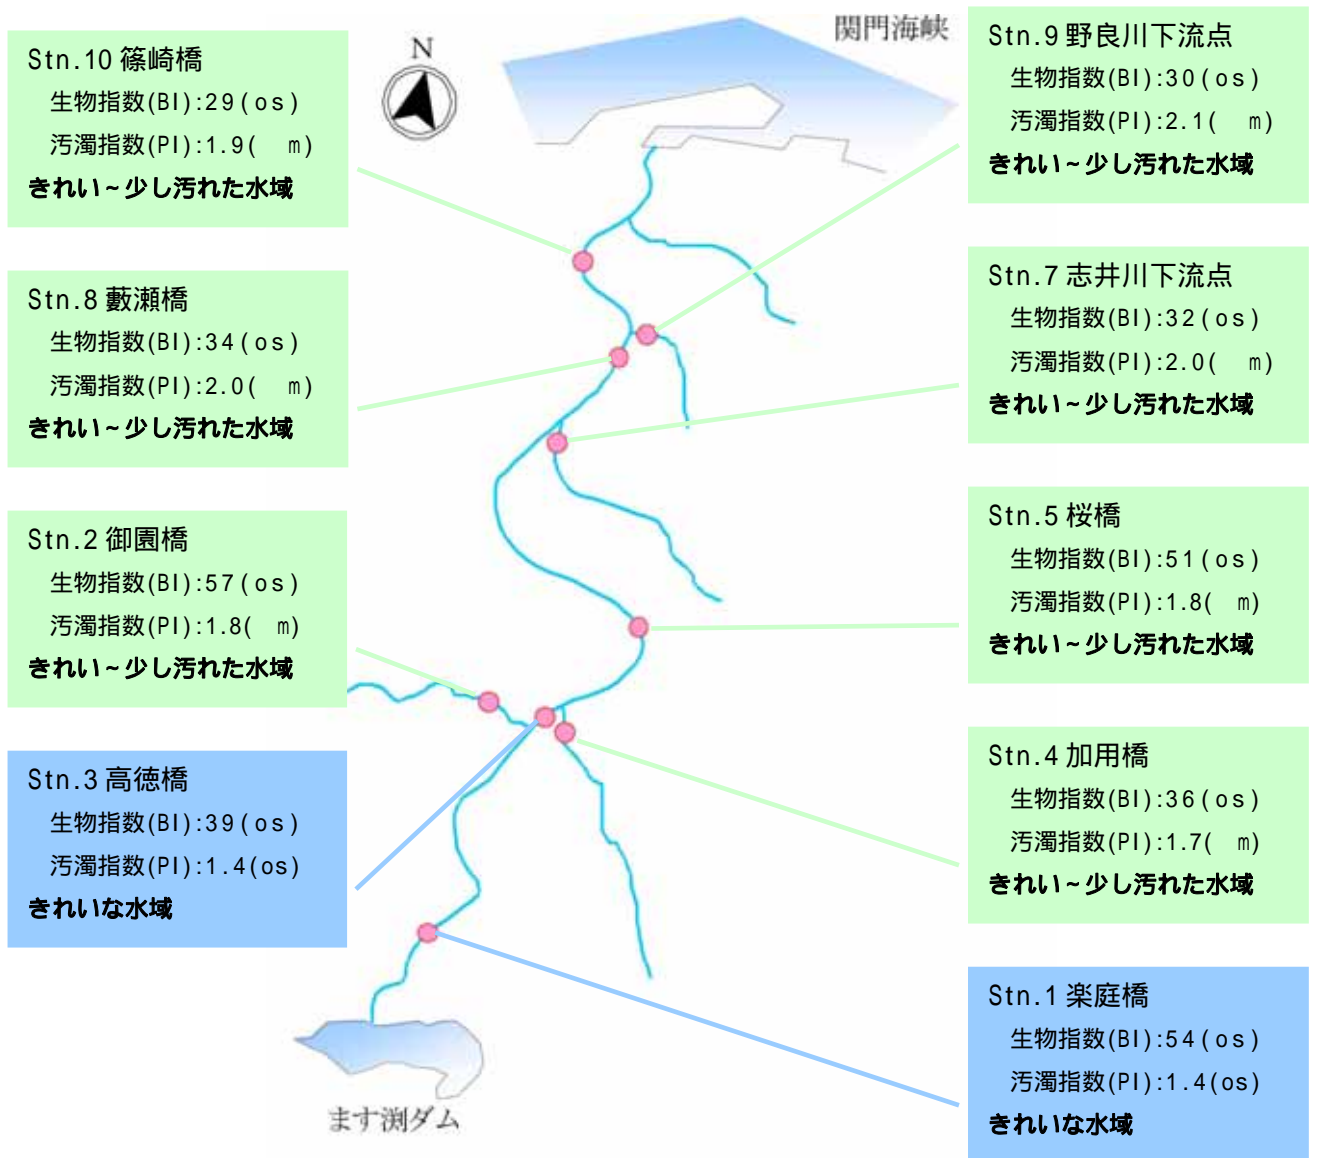 関門海峡
N
Stn.10 篠崎橋
生物指数(BI):29(os)
汚濁指数(PI):1.9( m)
きれい~少し汚れた水域
Stn.9 野良川下流点
生物指数(BI):30(os)
汚濁指数(PI):2.1( m)
きれい~少し汚れた水域
Stn.8 藪瀬橋
生物指数(BI):34(os)
汚濁指数(PI):2.0( m)
きれい~少し汚れた水域
Stn.7 志井川下流点
生物指数(BI):32(os)
汚濁指数(PI):2.0( m)
きれい~少し汚れた水域
Stn.2 御園橋
生物指数(BI):57(os)
汚濁指数(PI):1.8( m)
きれい~少し汚れた水域
Stn.5 桜橋
生物指数(BI):51(os)
汚濁指数(PI):1.8( m)
きれい~少し汚れた水域
Stn.3 高徳橋
生物指数(BI):39(os)
汚濁指数(PI):1.4(os)
きれいな水域
Stn.4 加用橋
生物指数(BI):36(os)
汚濁指数(PI):1.7( m)
きれい~少し汚れた水域
Stn.1 楽庭橋
生物指数(BI):54(os)
汚濁指数(PI):1.4(os)
きれいな水域
ます渕ダム